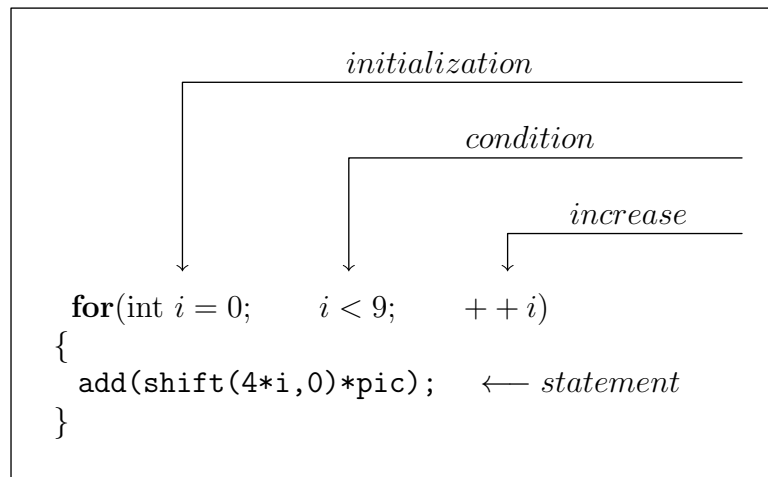 initialization
condition
increase
for(int i = 0; i < 9; + + i)
{
add(shift(4*i,0)*pic); ⟵ statement
}